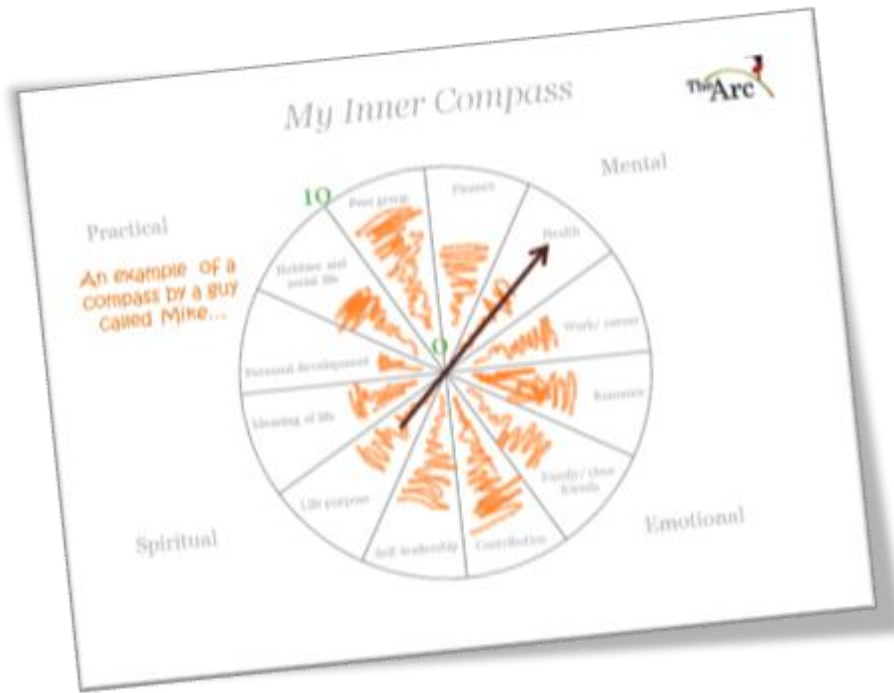 My Inner Compass
TheArc
Mental
Practical
An example of a
compass by a guy
called Mike...
10
0
Peer group
Finance
Health
Hobbies and
social life
Work/ career
Personal development
Romance
Meaning of life
Family/ close
friends
Life purpose
Self leadership
Contribution
Spiritual
Emotional